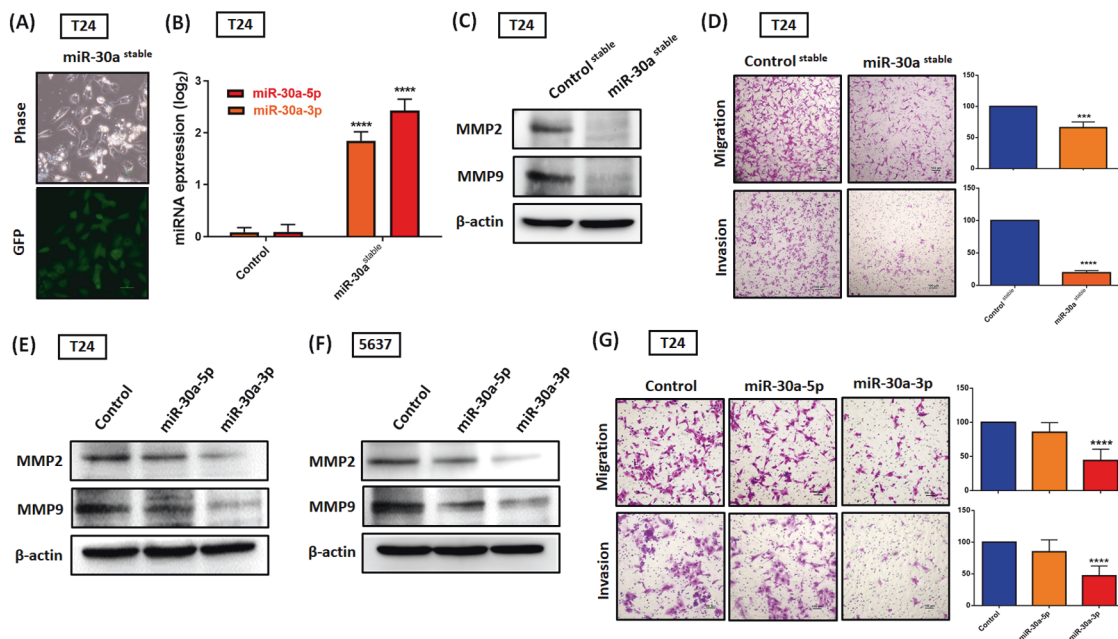 (A)
T24
miR-30a stable
Phase
GFP
(B)
T24
miRNA epxression (log2)
3
2
1
0
miR-30a-5p
miR-30a-3p
****
****
Control
miR-30a stable
(C)
T24
Control stable
miR-30a stable
MMP2
MMP9
β-actin
(D)
T24
Control stable
miR-30a stable
Migration
Invasion
150
100
50
0
***
150
100
50
0
****
Control stable
miR-30a stable
(E)
T24
Control
miR-30a-5p
miR-30a-3p
MMP2
MMP9
β-actin
(F)
5637
Control
miR-30a-5p
miR-30a-3p
MMP2
MMP9
β-actin
(G)
T24
Control
miR-30a-5p
miR-30a-3p
Migration
Invasion
150
100
50
0
****
150
100
50
0
****
Control
miR-30a-5p
miR-30a-3p